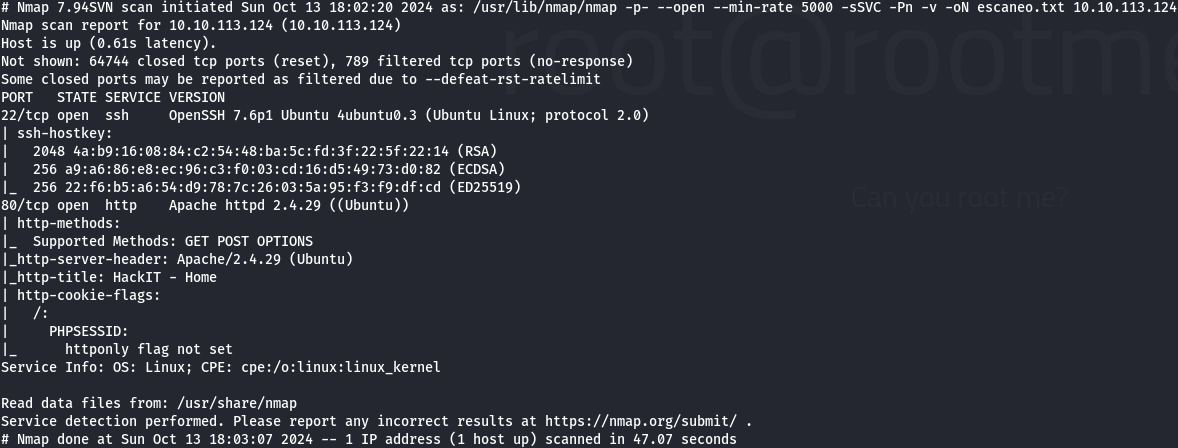 # Nmap 7.94SVN scan initiated Sun Oct 13 18:02:20 2024 as: /usr/lib/nmap/nmap -p- --open --min-rate 5000 -sSVC -Pn -v -oN escaneo.txt 10.10.113.124
Nmap scan report for 10.10.113.124 (10.10.113.124)
Host is up (0.61s latency).
Not shown: 64744 closed tcp ports (reset), 789 filtered tcp ports (no-response)
Some closed ports may be reported as filtered due to --defeat-rst-ratelimit
PORT   STATE SERVICE VERSION
22/tcp open  ssh     OpenSSH 7.6p1 Ubuntu 4ubuntu0.3 (Ubuntu Linux; protocol 2.0)
| ssh-hostkey:
|   2048 4a:b9:16:08:84:c2:54:48:ba:5c:fd:3f:22:5f:22:14 (RSA)
|   256 a9:a6:86:e8:ec:96:c3:f0:03:cd:16:d5:49:73:d0:82 (ECDSA)
|_  256 22:f6:b5:a6:54:d9:78:7c:26:03:5a:95:f3:f9:df:cd (ED25519)
80/tcp open  http    Apache httpd 2.4.29 ((Ubuntu))
| http-methods:
|_  Supported Methods: GET POST OPTIONS
|_http-server-header: Apache/2.4.29 (Ubuntu)
|_http-title: HackIT - Home
| http-cookie-flags:
|   /:
|     PHPSESSID:
|_      httponly flag not set
Service Info: OS: Linux; CPE: cpe:/o:linux:linux_kernel

Read data files from: /usr/share/nmap
Service detection performed. Please report any incorrect results at https://nmap.org/submit/ .
# Nmap done at Sun Oct 13 18:03:07 2024 -- 1 IP address (1 host up) scanned in 47.07 seconds
root@rootme
Can you root me?